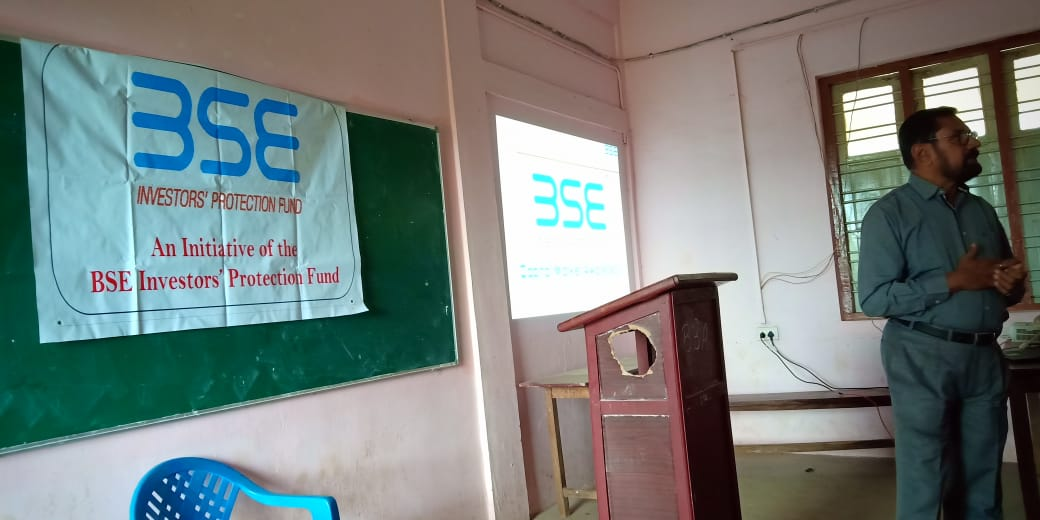 BSE
INVESTORS' PROTECTION FUND
An Initiative of the
BSE Investors' Protection Fund
BSE